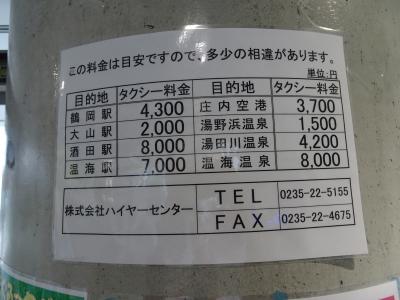 この料金は目安ですので、多少の相違があります。
単位:円
目的地 タクシー料金 目的地 タクシー料金
鶴岡駅 4,300 庄内空港 3,700
大山駅 2,000 湯野浜温泉 1,500
酒田駅 8,000 湯田川温泉 4,200
温海駅 7,000 温海温泉 8,000
株式会社ハイヤーセンター TEL 0235-22-5155
FAX 0235-22-4675